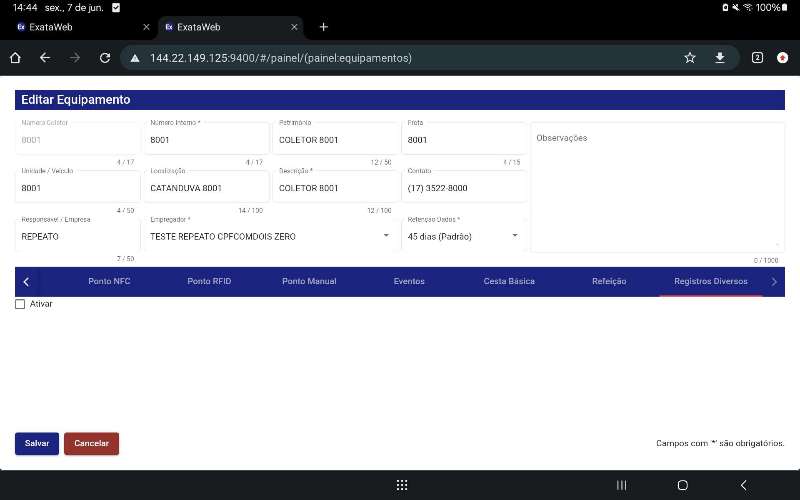 14:44 sex., 7 de jun. 100%
ExataWeb ExataWeb
144.22.149.125:9400/#/painel/(painel:equipamentos) 2
Editar Equipamento
Número Coletor Número Interno * Patrimônio Frota
8001 8001 COLETOR 8001 8001 Observações
4 / 17 4 / 17 12 / 50 4 / 15
Unidade / Veículo Localização Descrição * Contato
8001 CATANDUVA 8001 COLETOR 8001 (17) 3522-8000
4 / 50 14 / 100 12 / 100
Responsável / Empresa Empregador * Retenção Dados *
REPEATO TESTE REPEATO CPFCOMDOIS ZERO 45 dias (Padrão)
7 / 50 0 / 1000
Ponto NFC Ponto RFID Ponto Manual Eventos Cesta Básica Refeição Registros Diversos
Ativar
Salvar Cancelar Campos com '*' são obrigatórios.